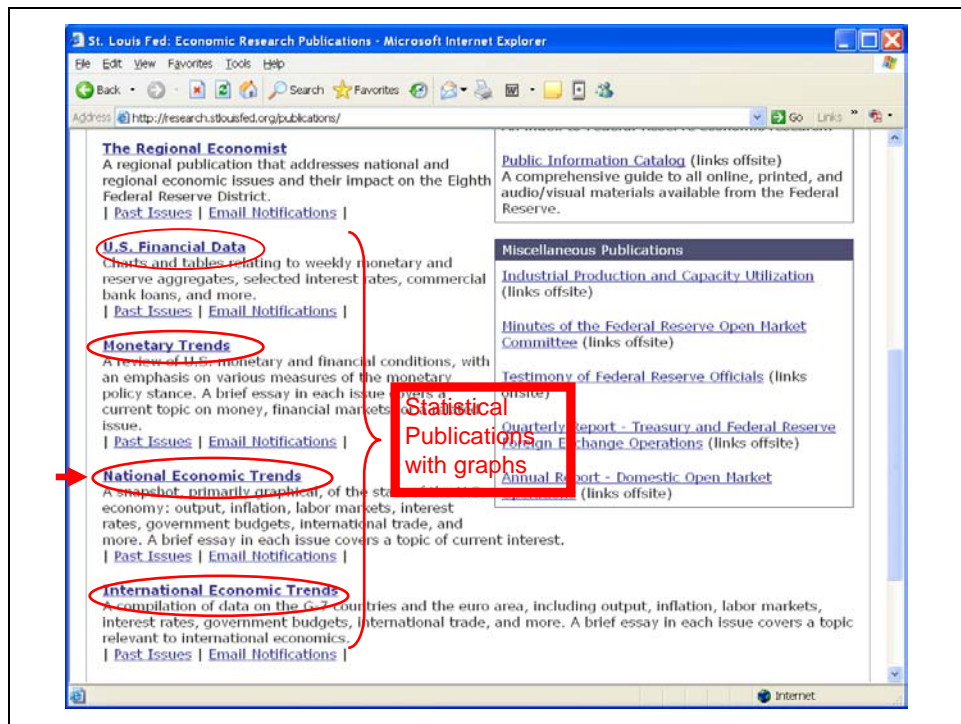 St. Louis Fed: Economic Research Publications - Microsoft Internet Explorer
File Edit View Favorites Tools Help
Back Search Favorites
Address http://research.stlouisfed.org/publications/ Go Links »
The Regional Economist
A regional publication that addresses national and
regional economic issues and their impact on the Eighth
Federal Reserve District.
| Past Issues | Email Notifications |
U.S. Financial Data
Charts and tables relating to weekly monetary and
reserve aggregates, selected interest rates, commercial
bank loans, and more.
| Past Issues | Email Notifications |
Monetary Trends
A review of U.S. monetary and financial conditions, with
an emphasis on various measures of the monetary
policy stance. A brief essay in each issue covers a
current topic on money, financial markets, or a related
issue.
| Past Issues | Email Notifications |
National Economic Trends
A snapshot, primarily graphical, of the state of the
economy: output, inflation, labor markets, interest
rates, government budgets, international trade, and
more. A brief essay in each issue covers a topic of current interest.
| Past Issues | Email Notifications |
International Economic Trends
A compilation of data on the G-7 countries and the euro area, including output, inflation, labor markets,
interest rates, government budgets, international trade, and more. A brief essay in each issue covers a topic
relevant to international economics.
| Past Issues | Email Notifications |
Public Information Catalog (links offsite)
A comprehensive guide to all online, printed, and
audio/visual materials available from the Federal
Reserve.
Miscellaneous Publications
Industrial Production and Capacity Utilization
(links offsite)
Minutes of the Federal Reserve Open Market
Committee (links offsite)
Testimony of Federal Reserve Officials (links
offsite)
Quarterly Report - Treasury and Federal Reserve
Foreign Exchange Operations (links offsite)
Annual Report - Domestic Open Market
(links offsite)
Statistical
Publications
with graphs
Internet